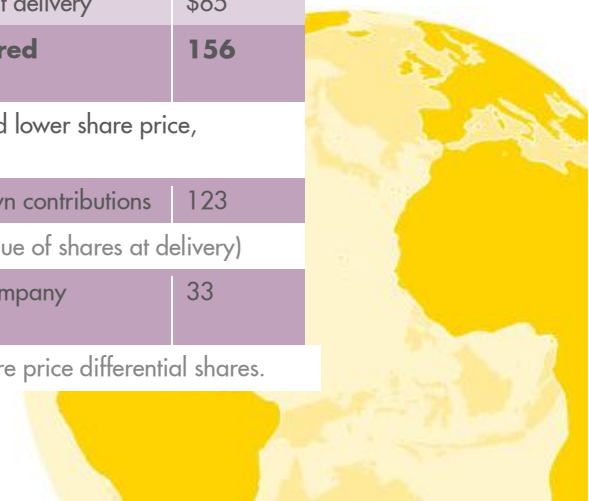 t delivery $65
red 156
d lower share price,
vn contributions 123
ue of shares at delivery)
mpany 33
re price differential shares.